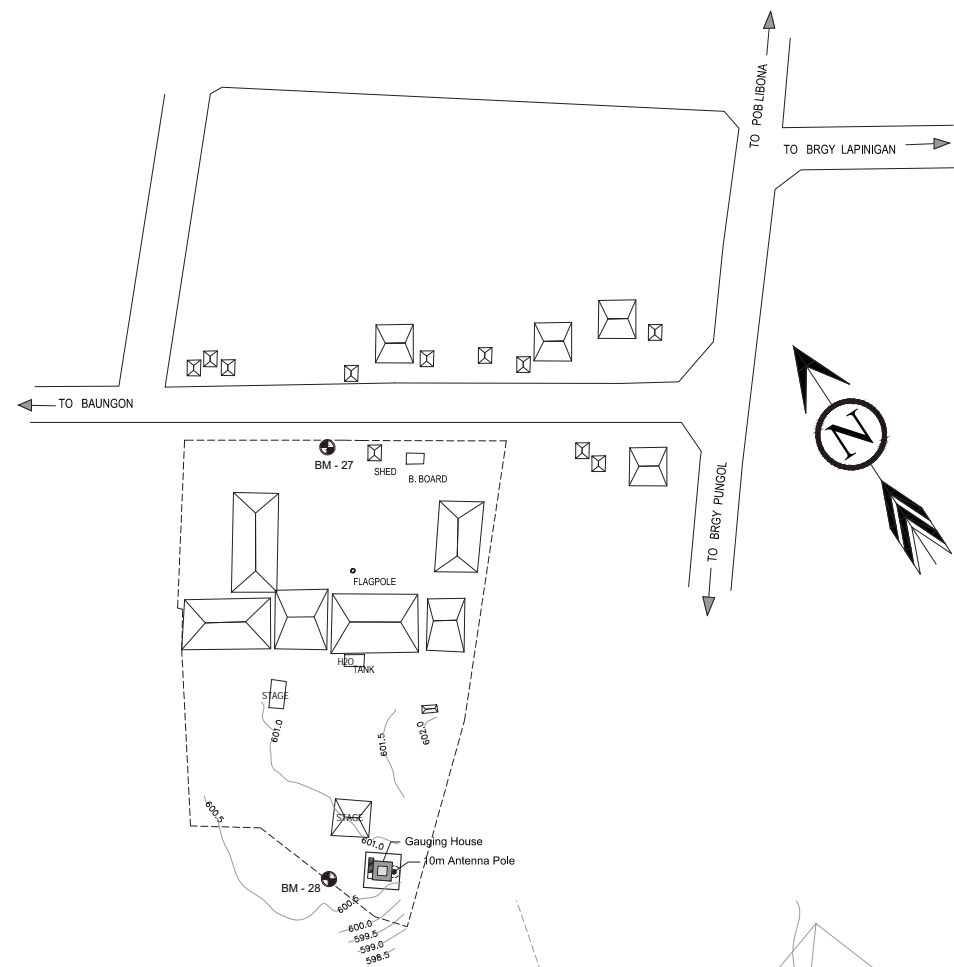 TO POB LIBONA
TO BRGY LAPINIGAN
TO BAUNGON
N
BM - 27
SHED
B. BOARD
TO BRGY PUNGOL
FLAGPOLE
H2O
TANK
STAGE
601.0
601.5
602.0
600.5
STAGE
601.0
Gauging House
10m Antenna Pole
BM - 28
600.5
600.0
599.5
599.0
598.5